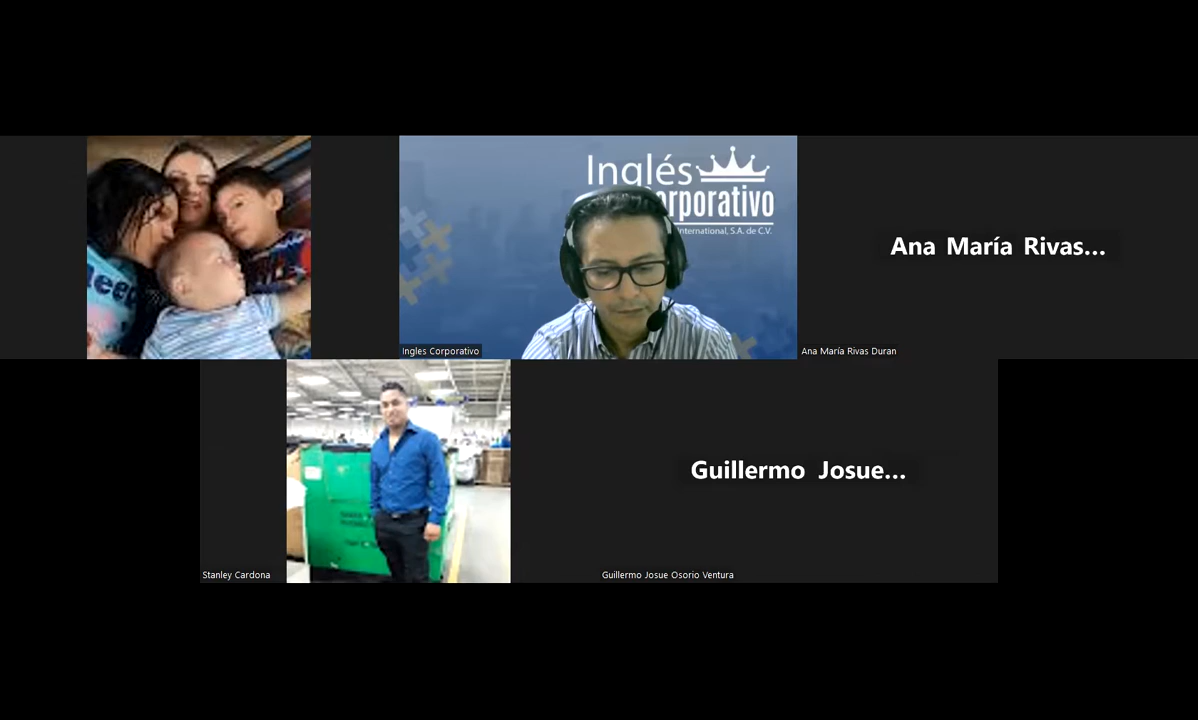 Inglés
Corporativo
International, S.A. de C.V.
Ana María Rivas...
Ingles Corporativo
Ana María Rivas Duran
Guillermo Josue...
Stanley Cardona
Guillermo Josue Osorio Ventura